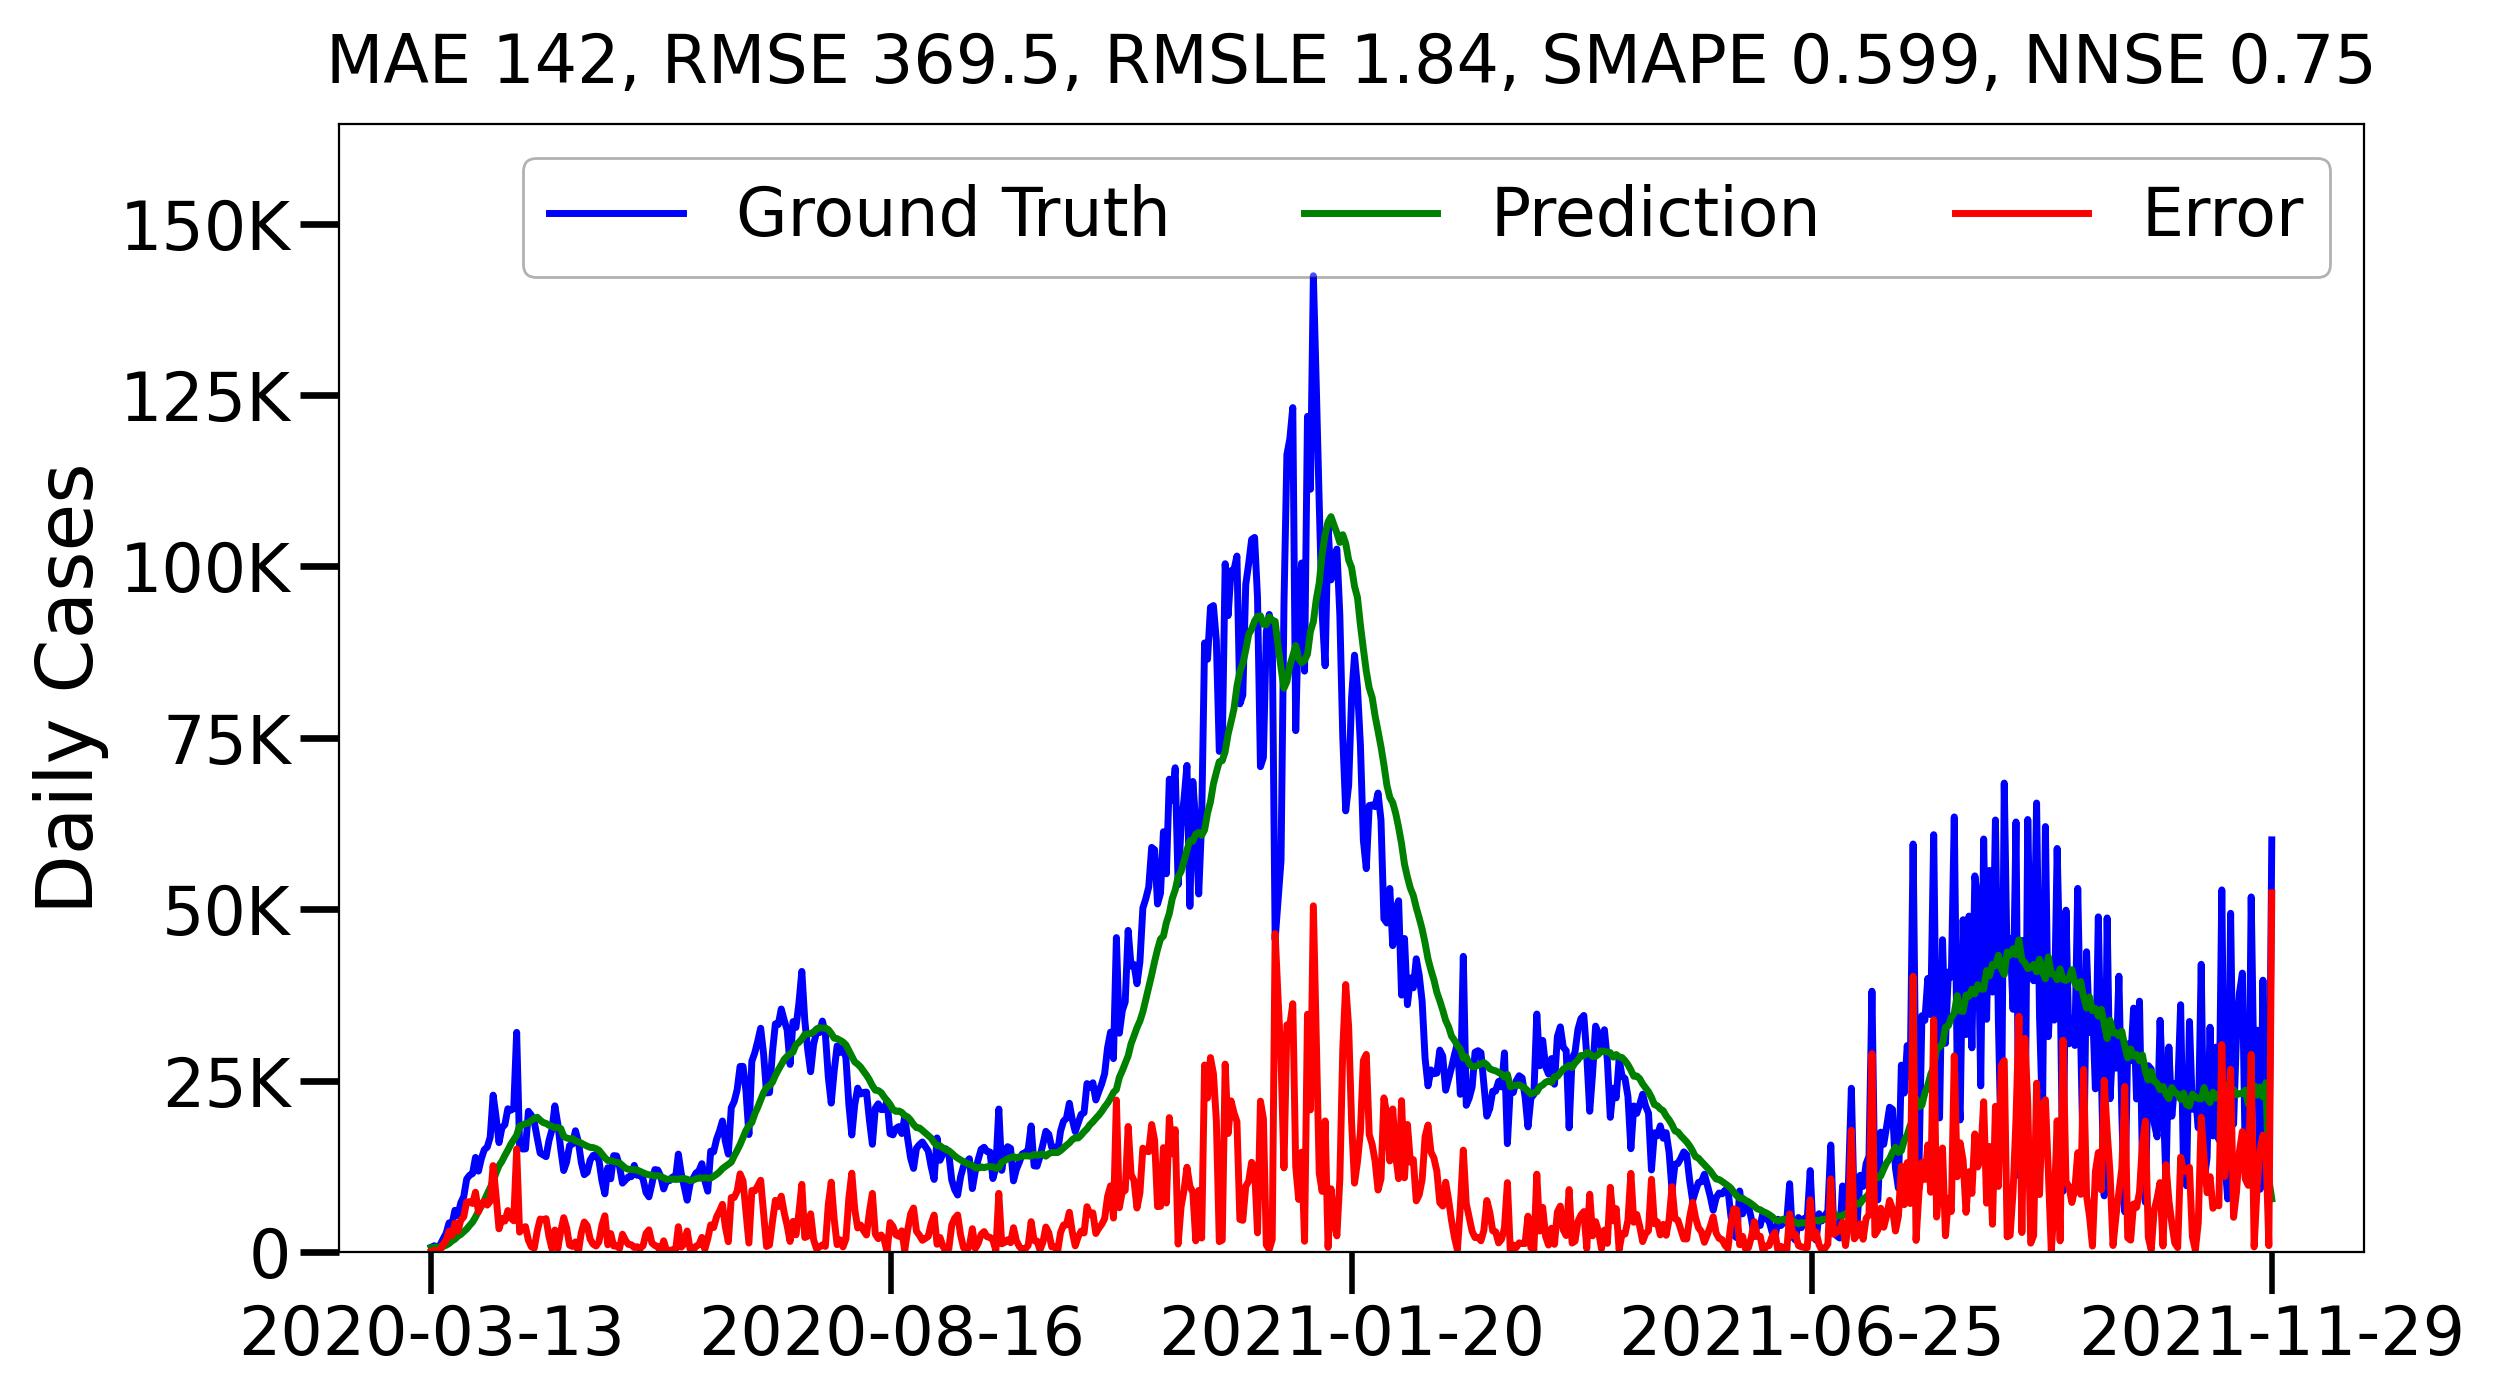 MAE 142, RMSE 369.5, RMSLE 1.84, SMAPE 0.599, NNSE 0.75
Ground Truth Prediction Error
150K
125K
100K
75K
50K
25K
0
Daily Cases
2020-03-13 2020-08-16 2021-01-20 2021-06-25 2021-11-29